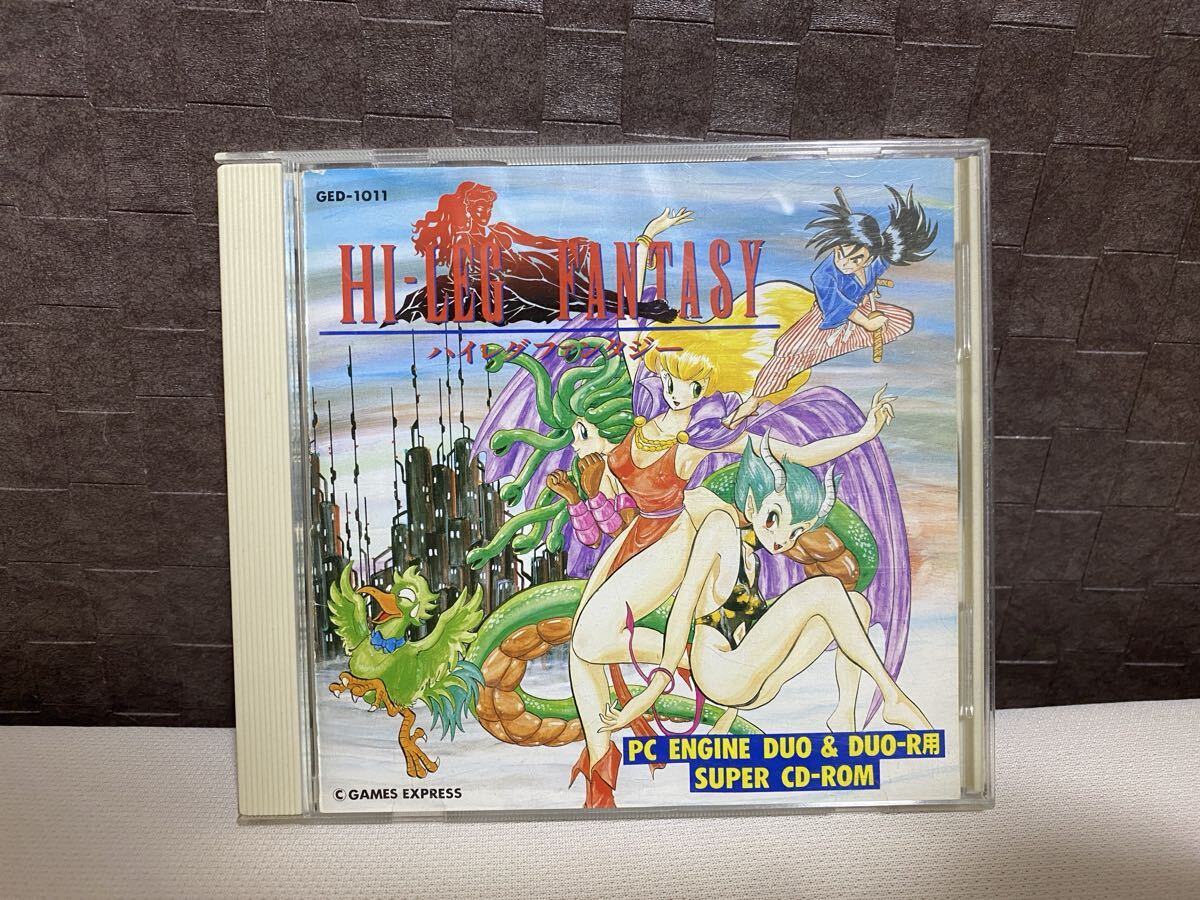 GED-1011
HI-LEG FANTASY
ハイレグファンタジー
PC ENGINE DUO & DUO-R用
SUPER CD-ROM
© GAMES EXPRESS